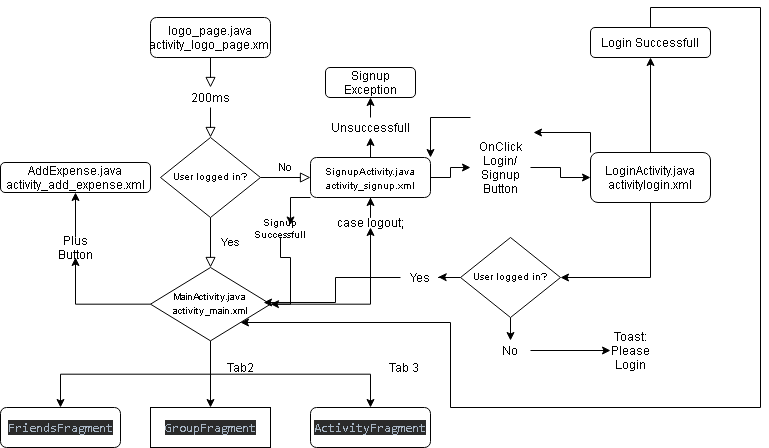 logo_page.java
activity_logo_page.xml
Login Successfull
Signup
Exception
200ms
Unsuccessfull
OnClick
Login/
Signup
Button
AddExpense.java
activity_add_expense.xml
User logged in?
No
SignupActivity.java
activity_signup.xml
LoginActivity.java
activitylogin.xml
Signup
Successfull
case logout;
Plus
Button
Yes
MainActivity.java
activity_main.xml
Yes
User logged in?
No
Toast:
Please
Login
Tab2
Tab 3
FriendsFragment
GroupFragment
ActivityFragment